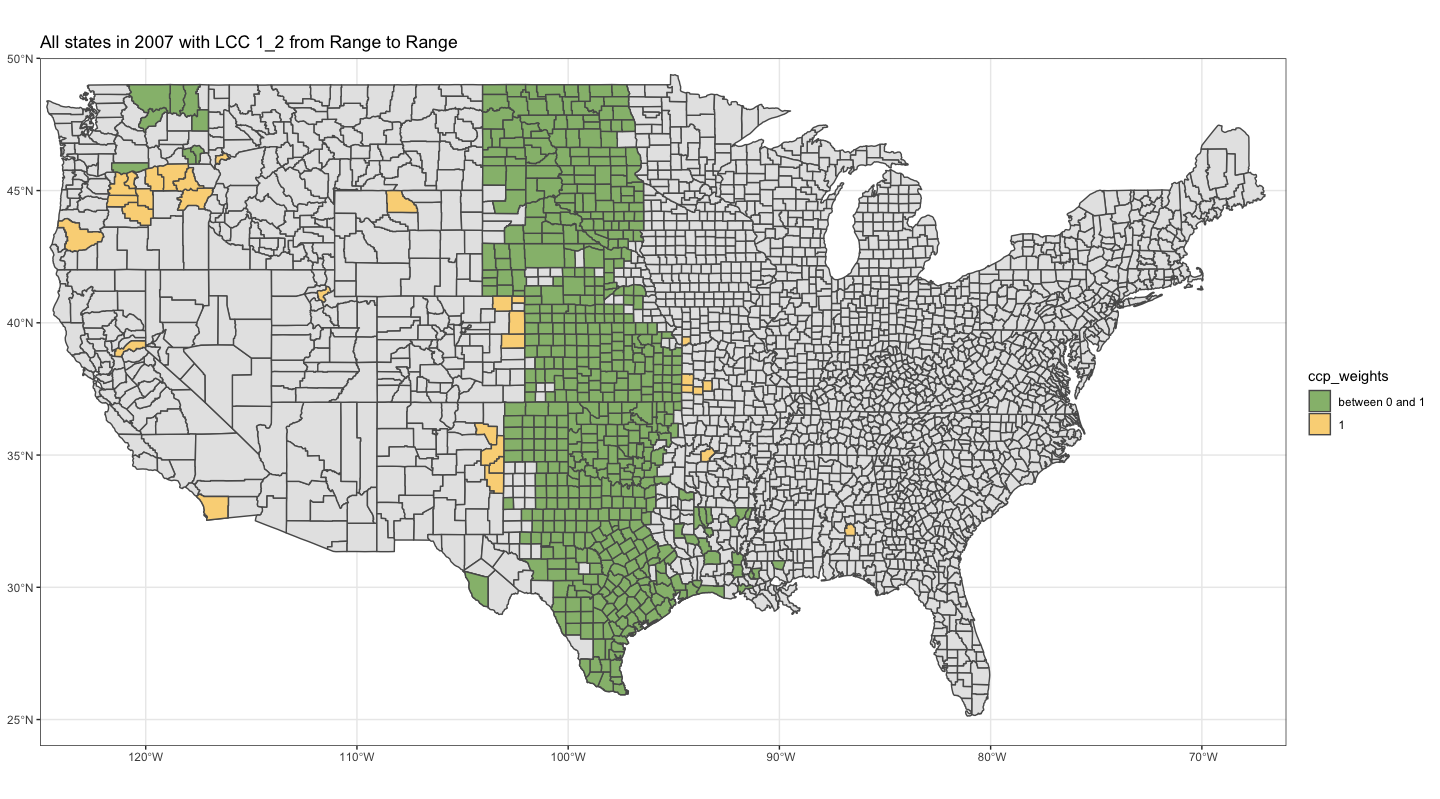 All states in 2007 with LCC 1_2 from Range to Range
50°N
45°N
40°N
35°N
30°N
25°N
120°W
110°W
100°W
90°W
80°W
70°W
ccp_weights
between 0 and 1
1